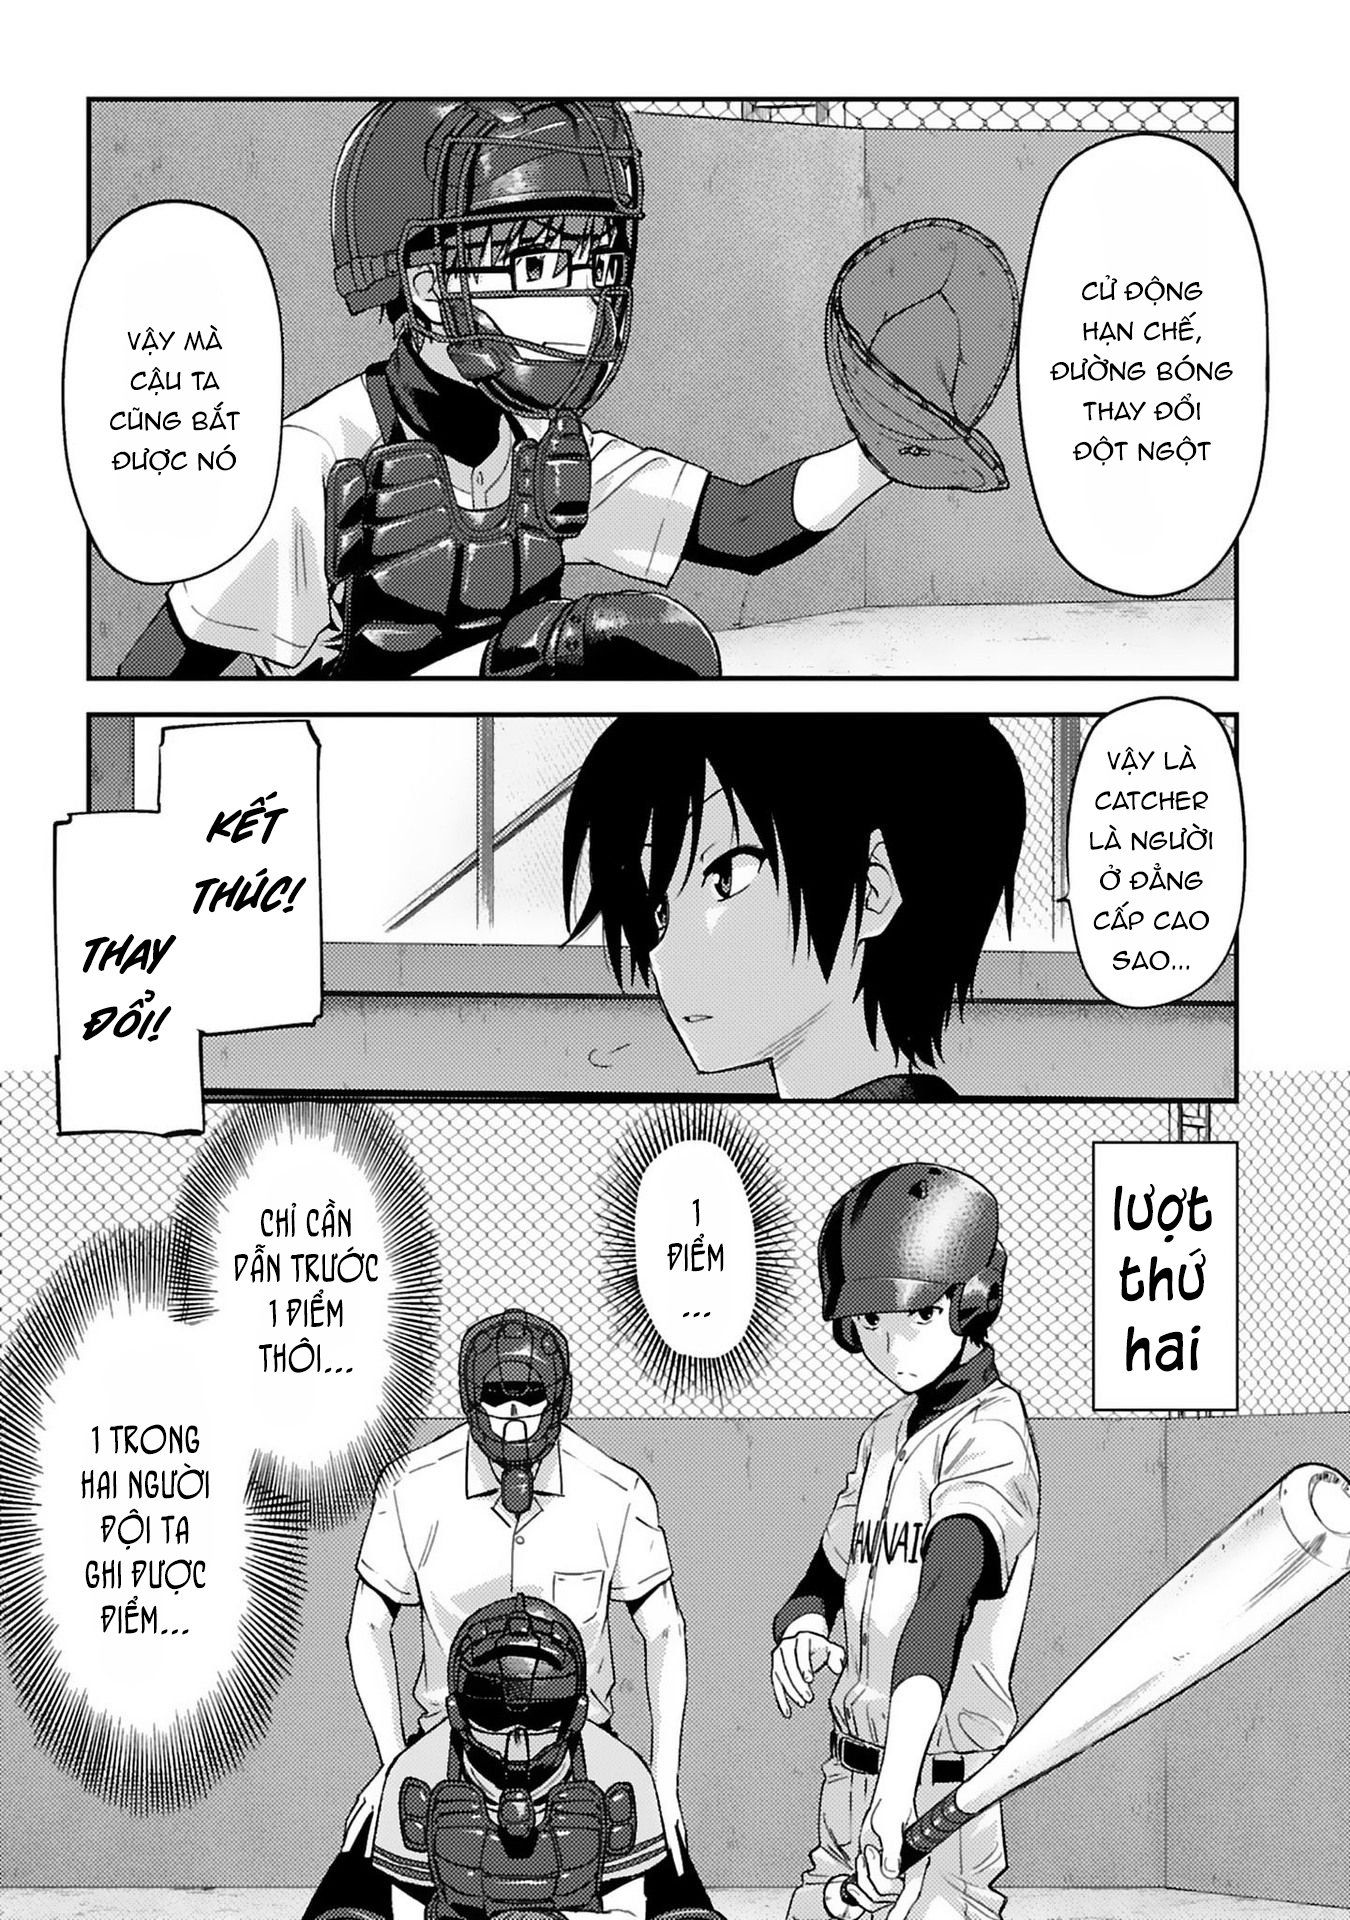 CỬ ĐỘNG
HẠN CHẾ,
ĐƯỜNG BÓNG
THAY ĐỔI
ĐỘT NGỘT
VẬY MÀ
CẬU TA
CŨNG BẮT
ĐƯỢC NÓ
VẬY LÀ
CATCHER
LÀ NGƯỜI
Ở ĐẲNG
CẤP CAO
SAO...
KẾT
THÚC!
THAY
ĐỔI!
lượt
thứ
hai
1
ĐIỂM
...
CHỈ CẦN
DẪN TRƯỚC
1 ĐIỂM
THÔI...
1 TRONG
HAI NGƯỜI
ĐỘI TA
GHI ĐƯỢC
ĐIỂM...